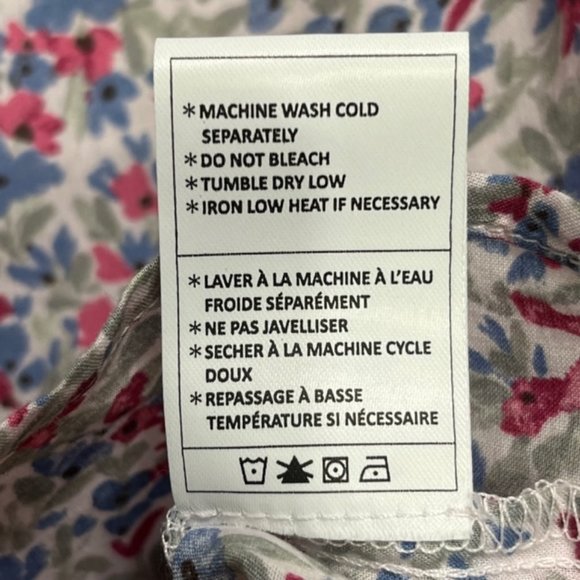 *MACHINE WASH COLD
SEPARATELY
*DO NOT BLEACH
*TUMBLE DRY LOW
*IRON LOW HEAT IF NECESSARY
*LAVER À LA MACHINE À L'EAU
FROIDE SÉPARÉMENT
*NE PAS JAVELLISER
*SECHER À LA MACHINE CYCLE
DOUX
*REPASSAGE À BASSE
TEMPÉRATURE SI NÉCESSAIRE